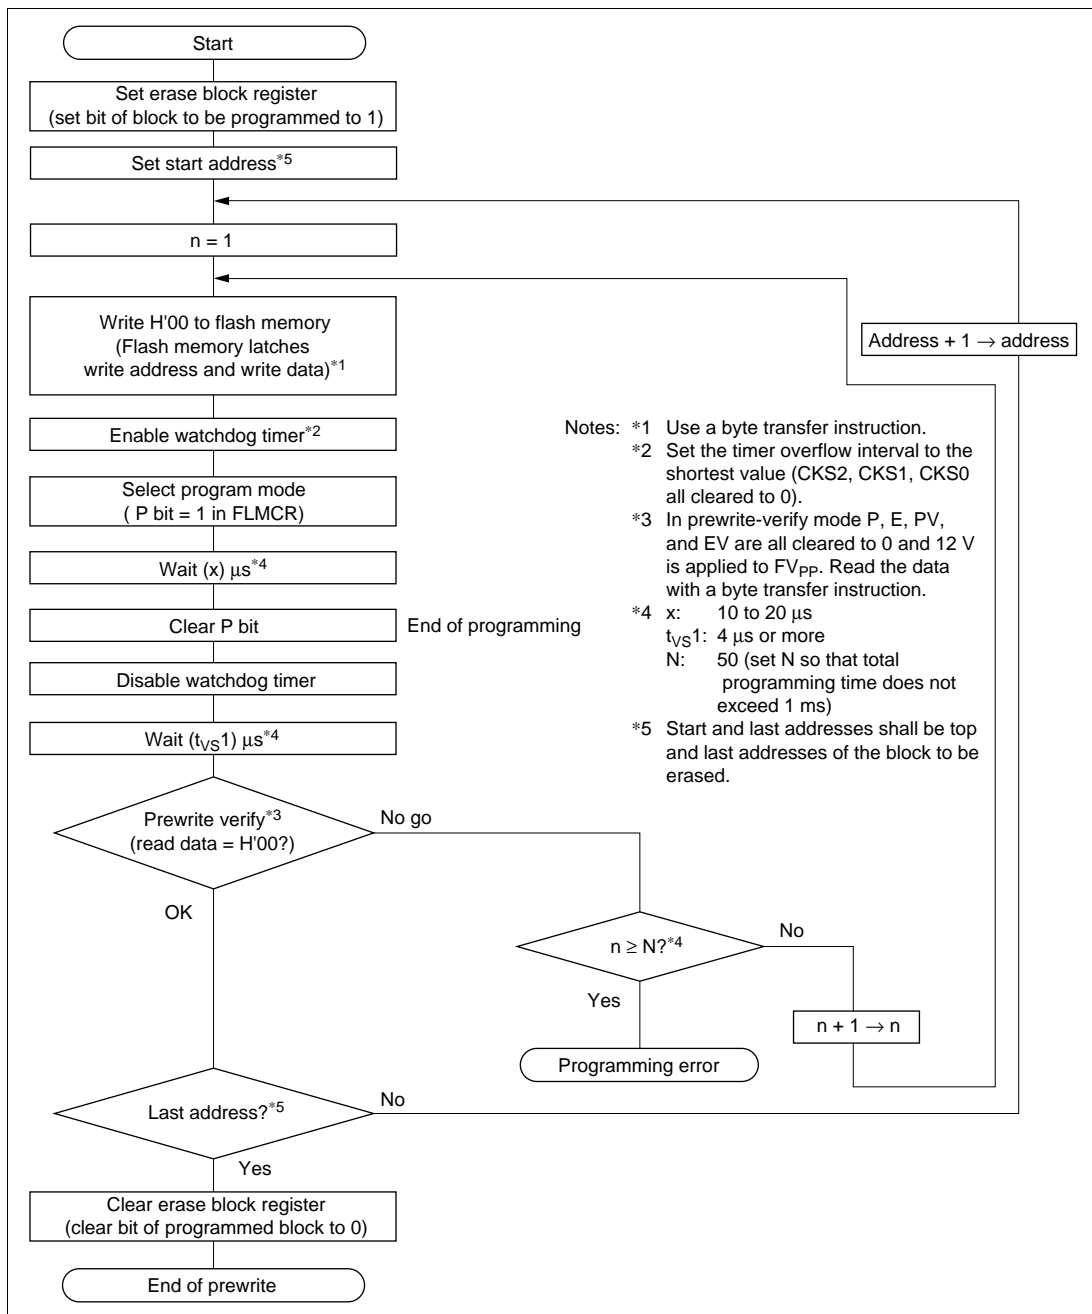 Start
Set erase block register
(set bit of block to be programmed to 1)
Set start address*5
n = 1
Write H'00 to flash memory
(Flash memory latches
write address and write data)*1
Address + 1 → address
Enable watchdog timer*2
Select program mode
( P bit = 1 in FLMCR)
Wait (x) μs*4
Clear P bit
End of programming
Disable watchdog timer
Wait (tVS1) μs*4
Notes: *1 Use a byte transfer instruction.
*2 Set the timer overflow interval to the
shortest value (CKS2, CKS1, CKS0
all cleared to 0).
*3 In prewrite-verify mode P, E, PV,
and EV are all cleared to 0 and 12 V
is applied to FVPP. Read the data
with a byte transfer instruction.
*4 x: 10 to 20 μs
tVS1: 4 μs or more
N: 50 (set N so that total
programming time does not
exceed 1 ms)
*5 Start and last addresses shall be top
and last addresses of the block to be
erased.
Prewrite verify*3
(read data = H'00?)
No go
OK
n ≥ N?*4
No
Yes
n + 1 → n
Programming error
Last address?*5
No
Yes
Clear erase block register
(clear bit of programmed block to 0)
End of prewrite